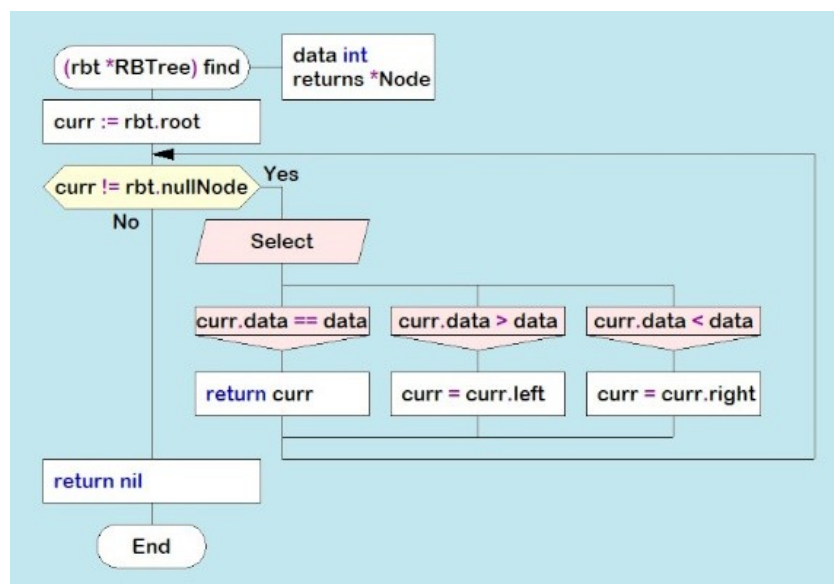 (rbt *RBTree) find
data int
returns *Node
curr := rbt.root
curr != rbt.nullNode
Yes
No
Select
curr.data == data
curr.data > data
curr.data < data
return curr
curr = curr.left
curr = curr.right
return nil
End